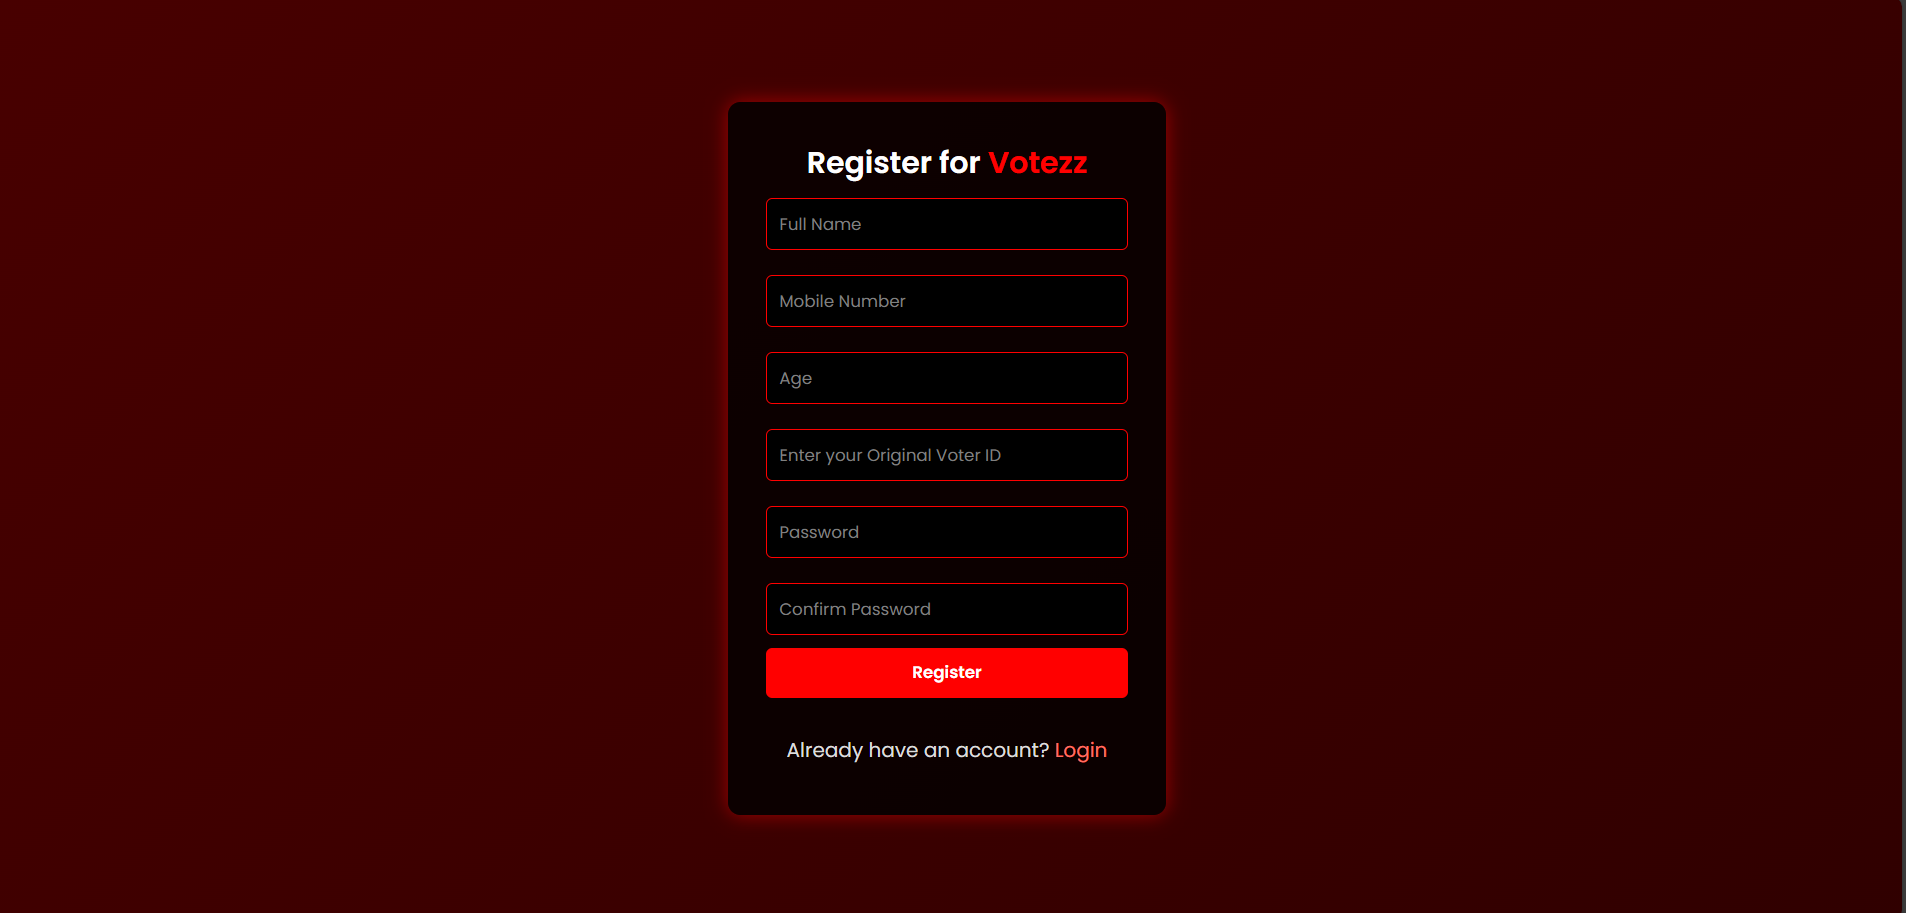 Register for Votezz
Full Name
Mobile Number
Age
Enter your Original Voter ID
Password
Confirm Password
Register
Already have an account? Login